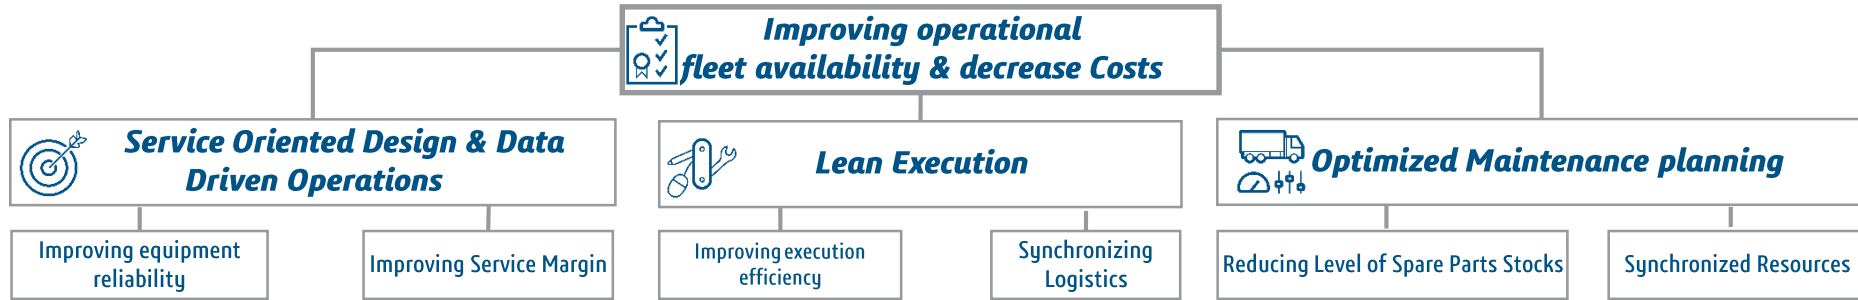 Improving operational
fleet availability & decrease Costs
Service Oriented Design & Data
Driven Operations
Lean Execution
Optimized Maintenance planning
Improving equipment
reliability
Improving Service Margin
Improving execution
efficiency
Synchronizing
Logistics
Reducing Level of Spare Parts Stocks
Synchronized Resources